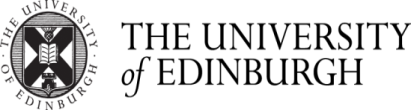 THE UNIVERSITY
OF EDINBURGH
THE UNIVERSITY
of EDINBURGH